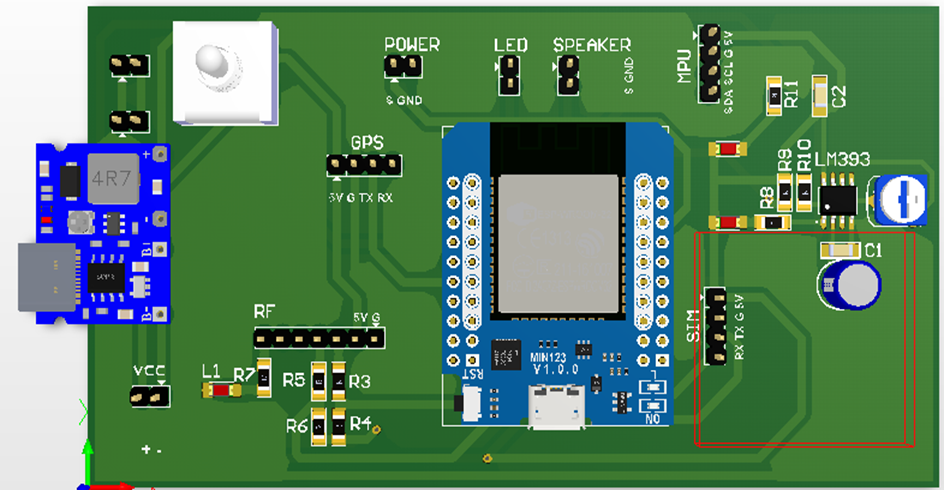 POWER
S GND
LED
SPEAKER
S GND
MPU
SDA SCL G 5V
R11
C2
4R7
+
-
B+
B-
GPS
5V G TX RX
R9
R10
LM393
R8
C1
RF
5V G
SIM
RX TX G 5V
VCC
+ -
L1
R7
R5
R3
R6
R4
RST
MINI23
V1.0.0
L
ON